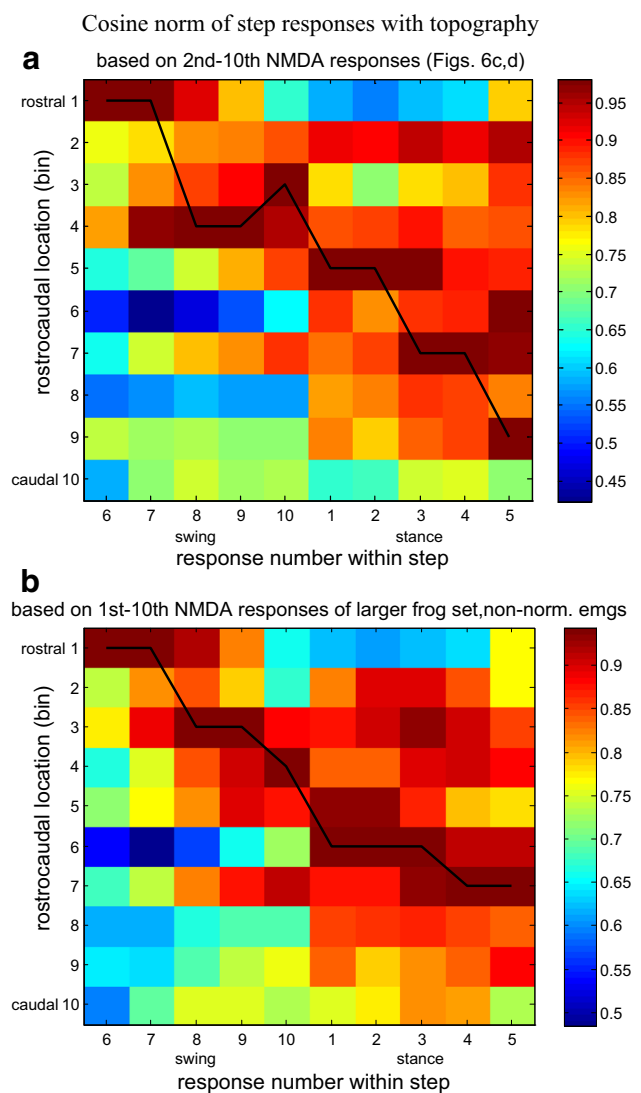 Cosine norm of step responses with topography
a
based on 2nd-10th NMDA responses (Figs. 6c,d)
rostrocaudal location (bin)
rostral 1
2
3
4
5
6
7
8
9
caudal 10
6 7 8 9 10 1 2 3 4 5
swing stance
response number within step
0.95
0.9
0.85
0.8
0.75
0.7
0.65
0.6
0.55
0.5
0.45
b
based on 1st-10th NMDA responses of larger frog set,non-norm. emgs
rostrocaudal location (bin)
rostral 1
2
3
4
5
6
7
8
9
caudal 10
6 7 8 9 10 1 2 3 4 5
swing stance
response number within step
0.9
0.85
0.8
0.75
0.7
0.65
0.6
0.55
0.5